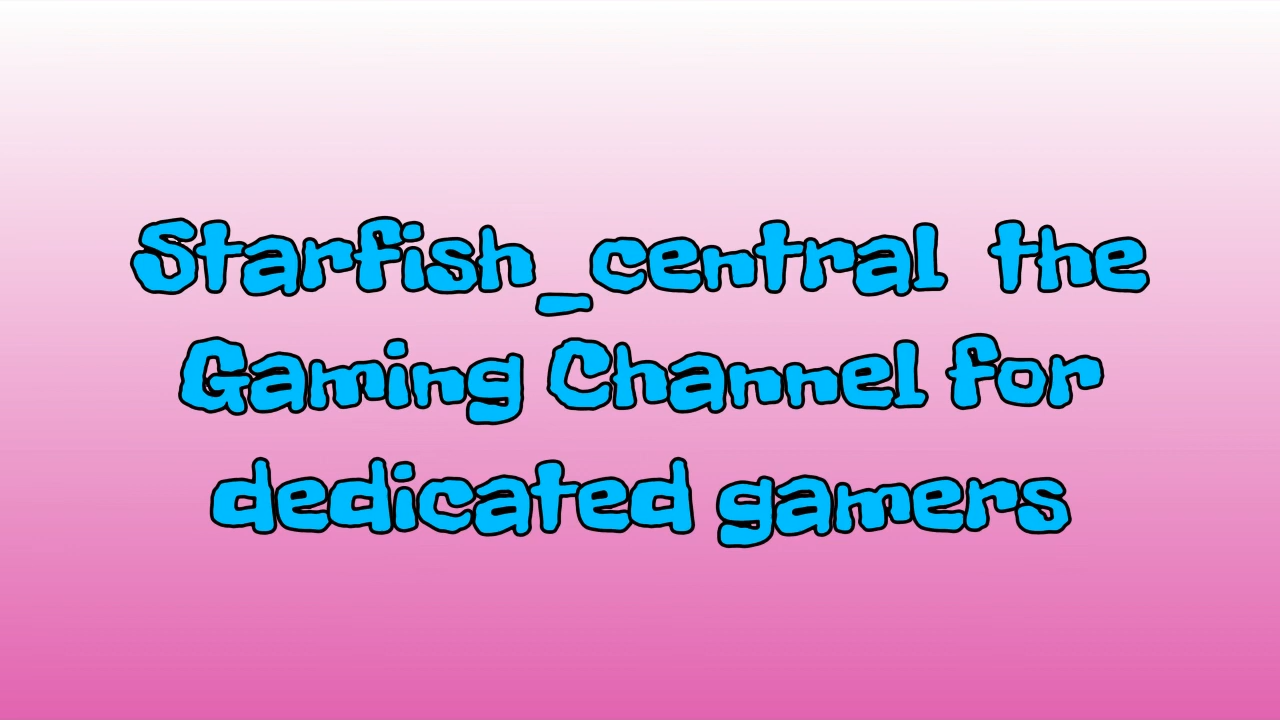 Starfish_central the
Gaming Channel for
dedicated gamers